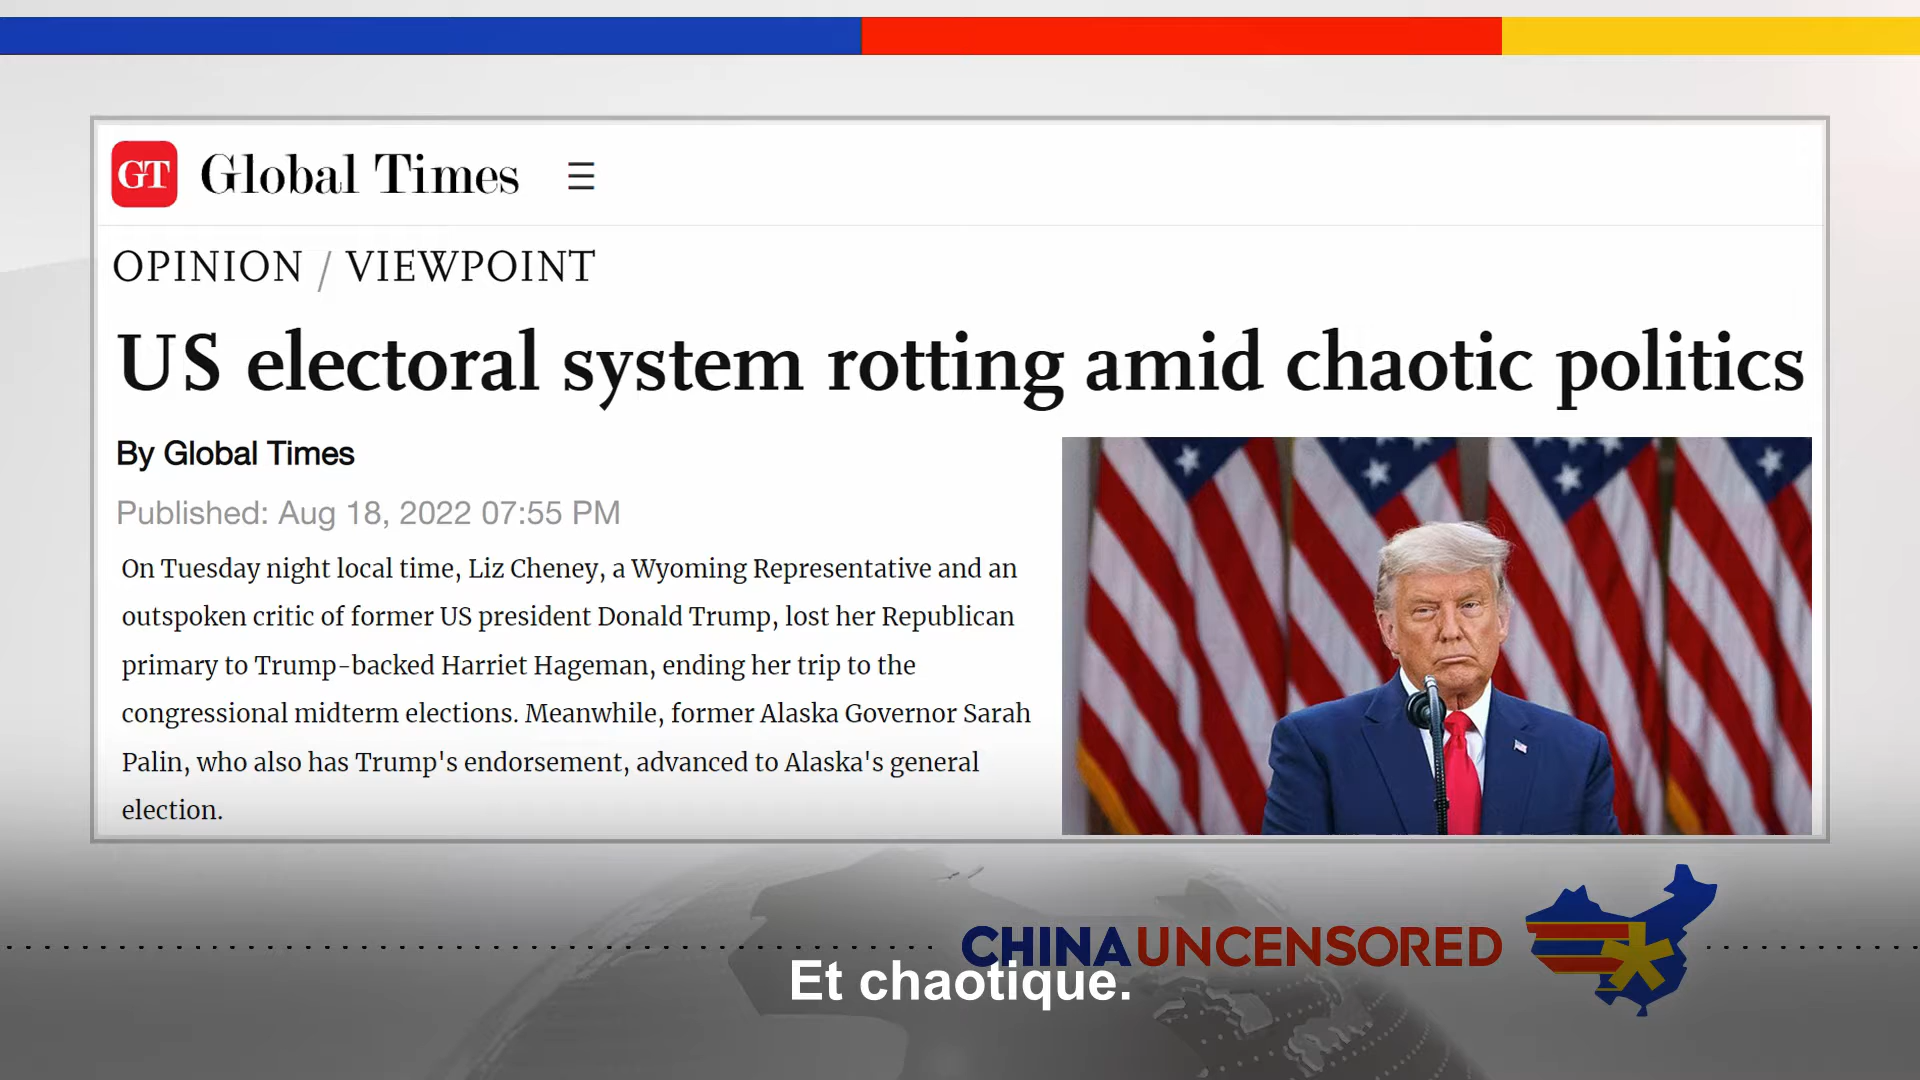 GT Global Times
OPINION / VIEWPOINT
US electoral system rotting amid chaotic politics
By Global Times
Published: Aug 18, 2022 07:55 PM
On Tuesday night local time, Liz Cheney, a Wyoming Representative and an
outspoken critic of former US president Donald Trump, lost her Republican
primary to Trump-backed Harriet Hageman, ending her trip to the
congressional midterm elections. Meanwhile, former Alaska Governor Sarah
Palin, who also has Trump's endorsement, advanced to Alaska's general
election.
CHINAUNCENSORED
Et chaotique.